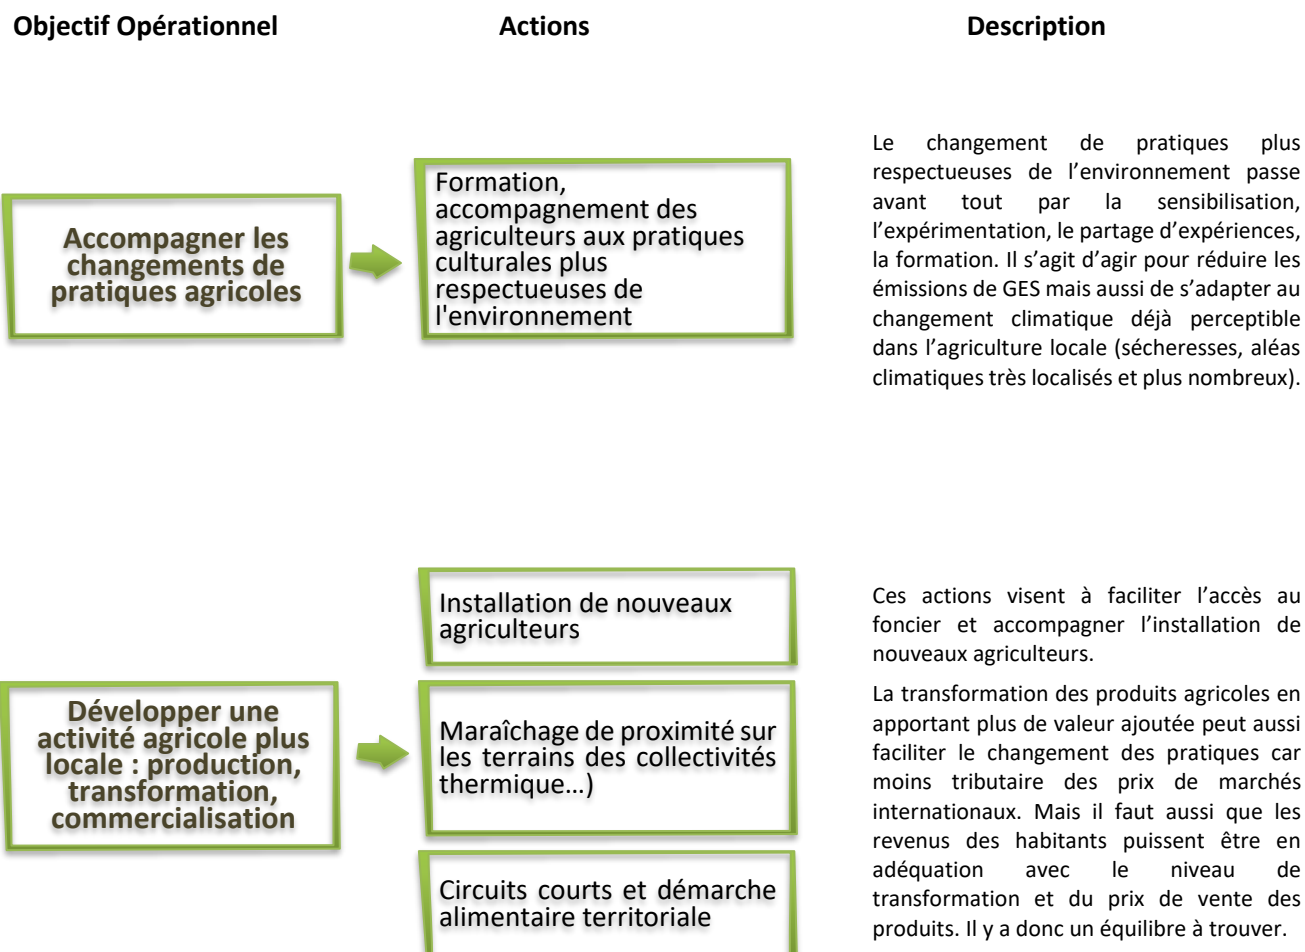 Objectif Opérationnel Actions Description
Accompagner les
changements de
pratiques agricoles
Formation,
accompagnement des
agriculteurs aux pratiques
culturales plus
respectueuses de
l'environnement
Le changement de pratiques plus
respectueuses de l’environnement passe
avant tout par la sensibilisation,
l’expérimentation, le partage d’expériences,
la formation. Il s’agit d’agir pour réduire les
émissions de GES mais aussi de s’adapter au
changement climatique déjà perceptible
dans l’agriculture locale (sécheresses, aléas
climatiques très localisés et plus nombreux).
Développer une
activité agricole plus
locale : production,
transformation,
commercialisation
Installation de nouveaux
agriculteurs
Maraîchage de proximité sur
les terrains des collectivités
thermique…)
Circuits courts et démarche
alimentaire territoriale
Ces actions visent à faciliter l’accès au
foncier et accompagner l’installation de
nouveaux agriculteurs.
La transformation des produits agricoles en
apportant plus de valeur ajoutée peut aussi
faciliter le changement des pratiques car
moins tributaire des prix de marchés
internationaux. Mais il faut aussi que les
revenus des habitants puissent être en
adéquation avec le niveau de
transformation et du prix de vente des
produits. Il y a donc un équilibre à trouver.